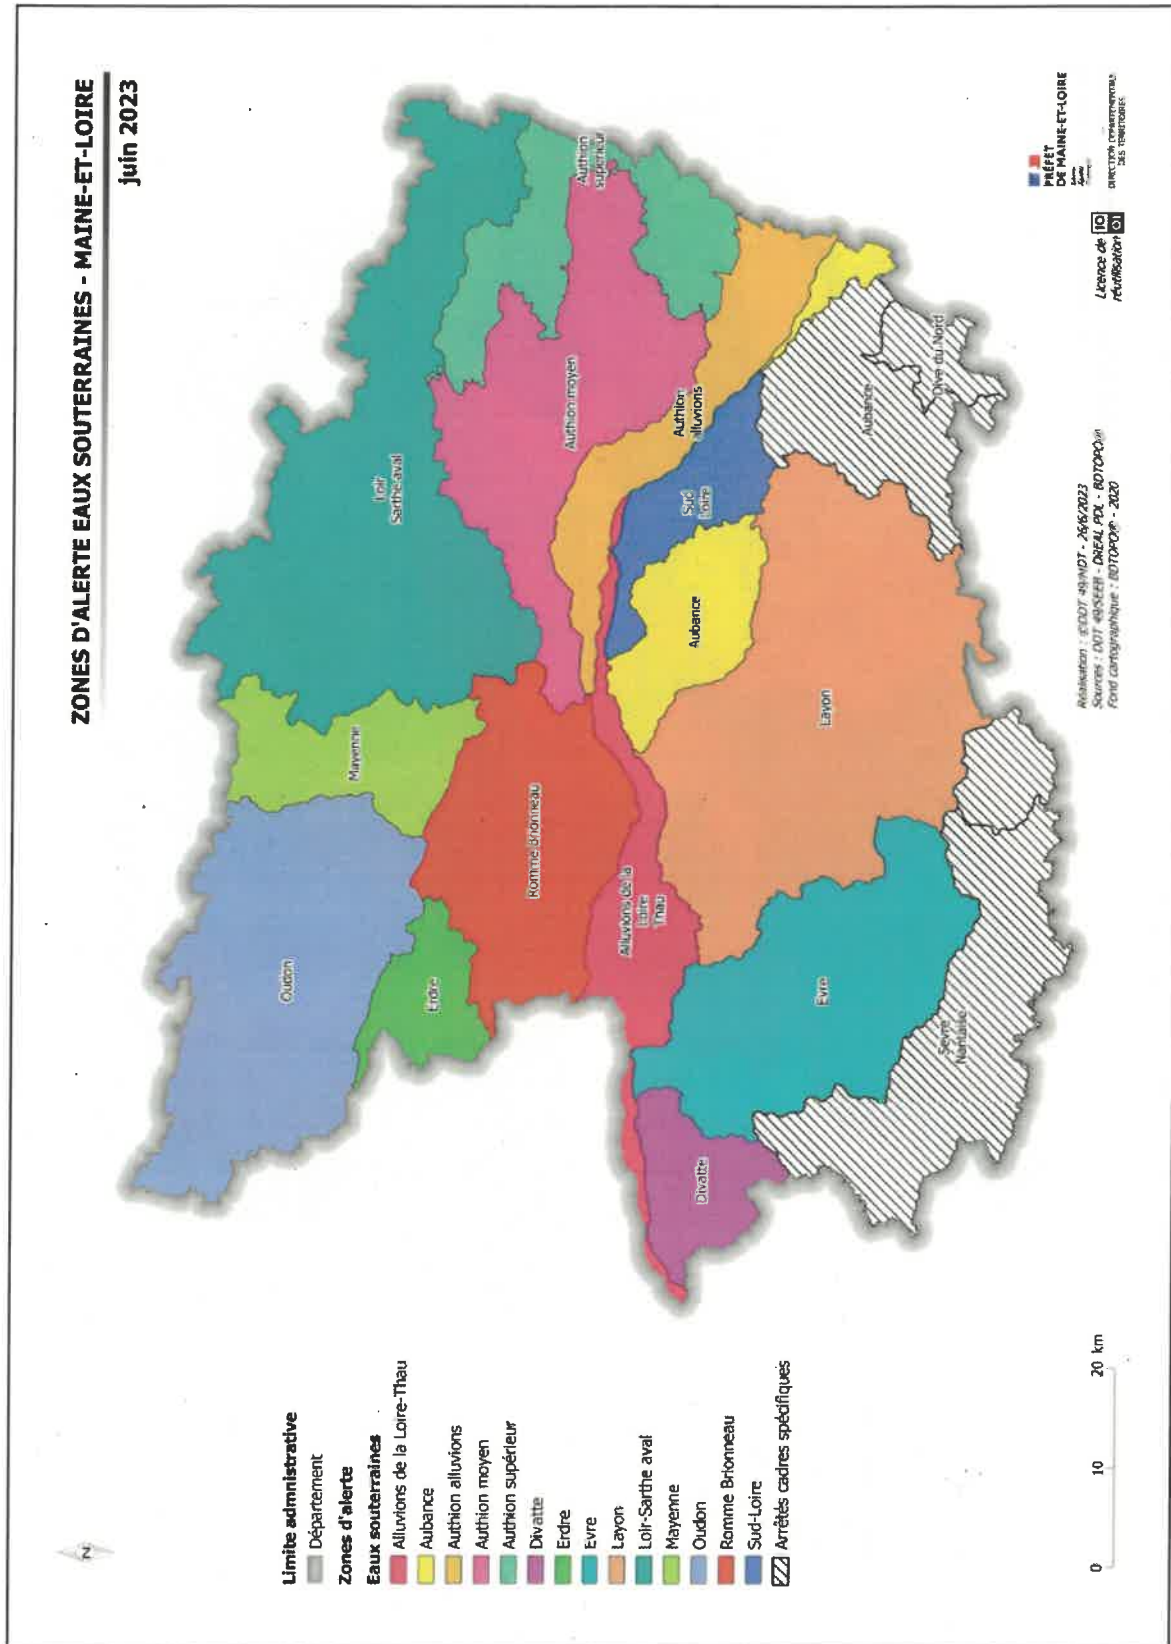 ZONES D'ALERTE EAUX SOUTERRAINES - MAINE-ET-LOIRE
juin 2023
N
Limite admnistrative
Département
Zones d'alerte
Eaux souterraines
Alluvions de la Loire-Thau
Aubance
Authion alluvions
Authion moyen
Authion supérieur
Divatte
Erdre
Evre
Layon
Loir-Sarthe aval
Mayenne
Oudon
Romme Brionneau
Sud-Loire
Arrêtés cadres spécifiques
0 10 20 km
Oudon
Mayenne
Loir
Sarthe aval
Erdre
Romme Brionneau
Authion moyen
Authion
supérieur
Alluvions de la
Loire
Thau
Authion
alluvions
Sud
Loire
Aubance
Divatte
Evre
Layon
Aubance
Dive du Nord
Sèvre
Nantaise
Réalisation : ©DDT 49/MDT - 26/6/2023
Sources : DDT 49/SEEB - DREAL PDL - BDTOPO®
Fond cartographique : BDTOPO® - 2020
Licence de
réutilisation
PRÉFET
DE MAINE-ET-LOIRE
DIRECTION DÉPARTEMENTALE
DES TERRITOIRES